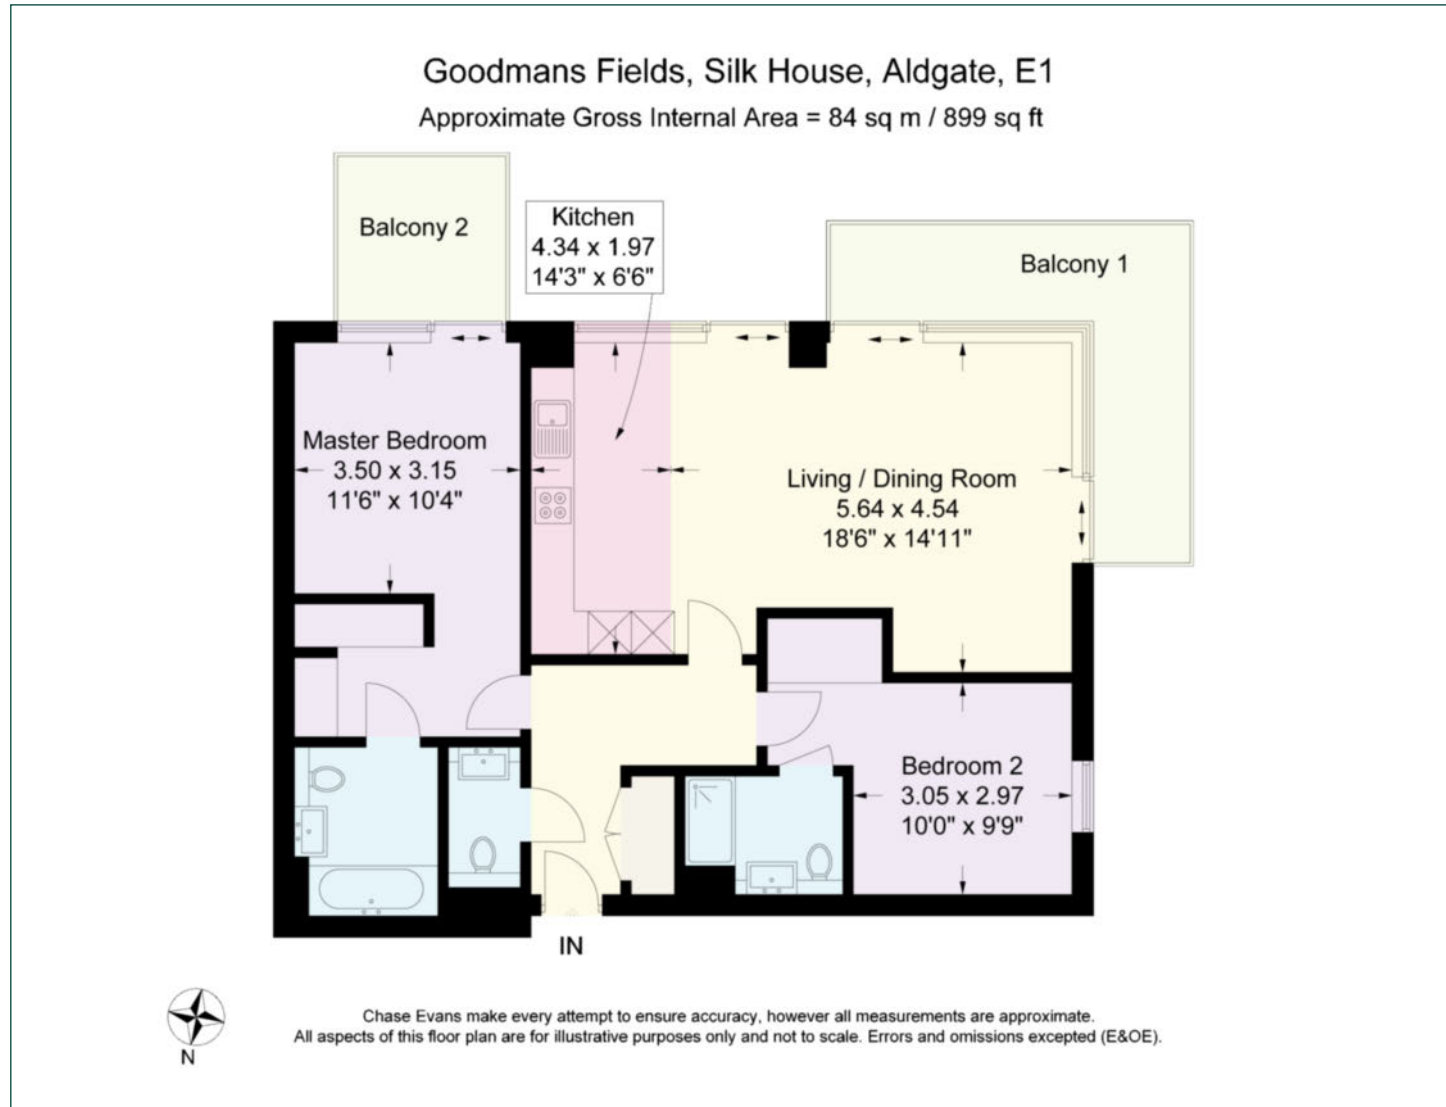 Goodmans Fields, Silk House, Aldgate, E1
Approximate Gross Internal Area = 84 sq m / 899 sq ft
Balcony 2
Kitchen
4.34 x 1.97
14'3" x 6'6"
Balcony 1
Master Bedroom
3.50 x 3.15
11'6" x 10'4"
Living / Dining Room
5.64 x 4.54
18'6" x 14'11"
Bedroom 2
3.05 x 2.97
10'0" x 9'9"
IN
N
Chase Evans make every attempt to ensure accuracy, however all measurements are approximate.
All aspects of this floor plan are for illustrative purposes only and not to scale. Errors and omissions excepted (E&OE).